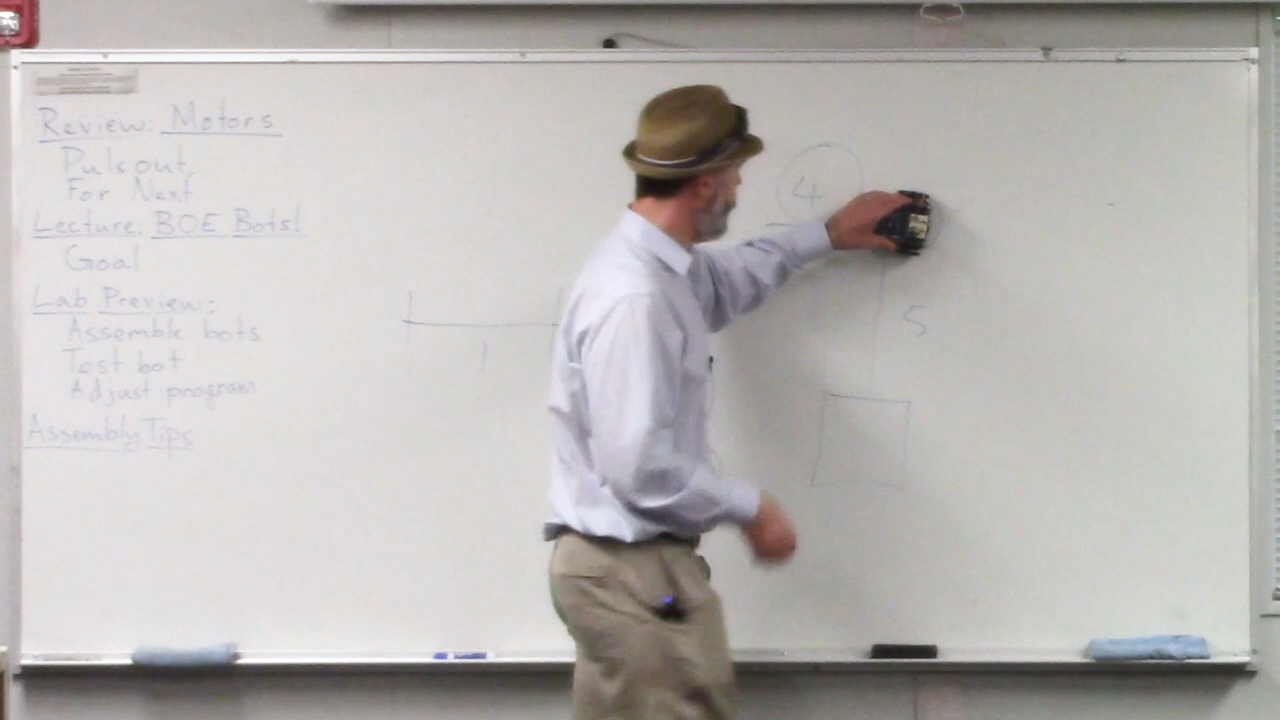 Review: Motors
Pulsout,
For Next
Lecture: BOE Bots!
Goal
Lab Preview:
Assemble bots
Test bot
Adjust program
Assembly Tips
1
4
5